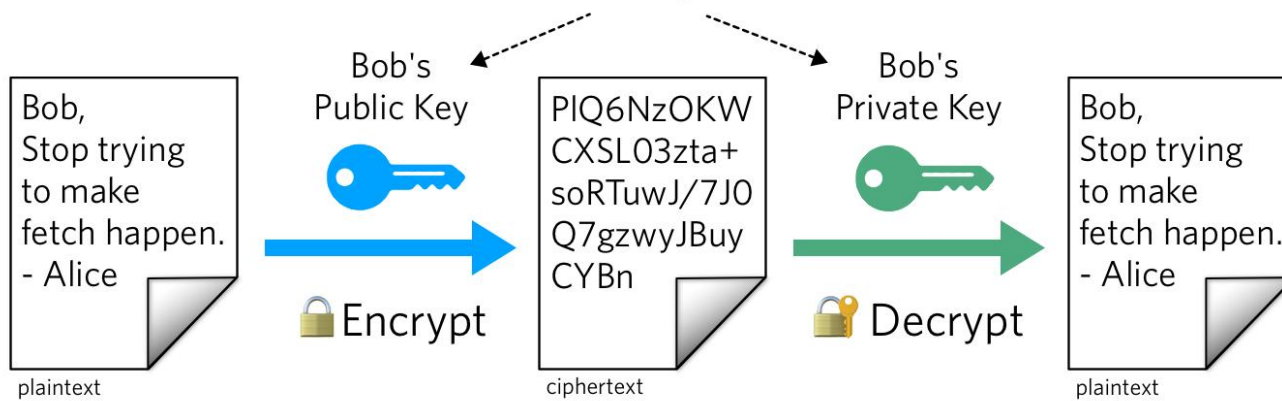 Bob's
Public Key
Bob's
Private Key
Bob,
Stop trying
to make
fetch happen.
- Alice
PlQ6NzOKW
CXSL03zta+
soRTuwJ/7J0
Q7gzwyJBuy
CYBn
Bob,
Stop trying
to make
fetch happen.
- Alice
Encrypt
Decrypt
plaintext
ciphertext
plaintext